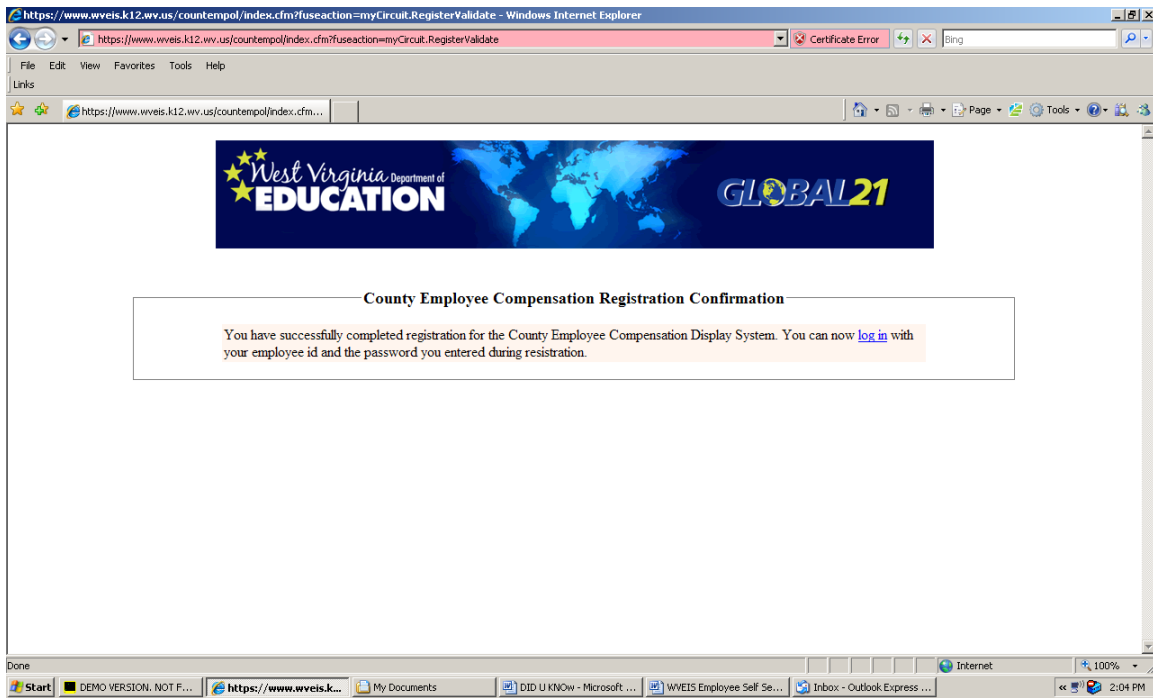 https://www.wveis.k12.wv.us/countempol/index.cfm?fuseaction=myCircuit.RegisterValidate - Windows Internet Explorer
https://www.wveis.k12.wv.us/countempol/index.cfm?fuseaction=myCircuit.RegisterValidate Certificate Error Bing
File Edit View Favorites Tools Help
Links
https://www.wveis.k12.wv.us/countempol/index.cfm... Page Tools
West Virginia Department of
EDUCATION
GLOBAL21
County Employee Compensation Registration Confirmation
You have successfully completed registration for the County Employee Compensation Display System. You can now log in with
your employee id and the password you entered during resistration.
Done Internet 100%
Start DEMO VERSION. NOT F... https://www.wveis.k... My Documents DID U KNOw - Microsoft ... WVEIS Employee Self Se... Inbox - Outlook Express ... 2:04 PM